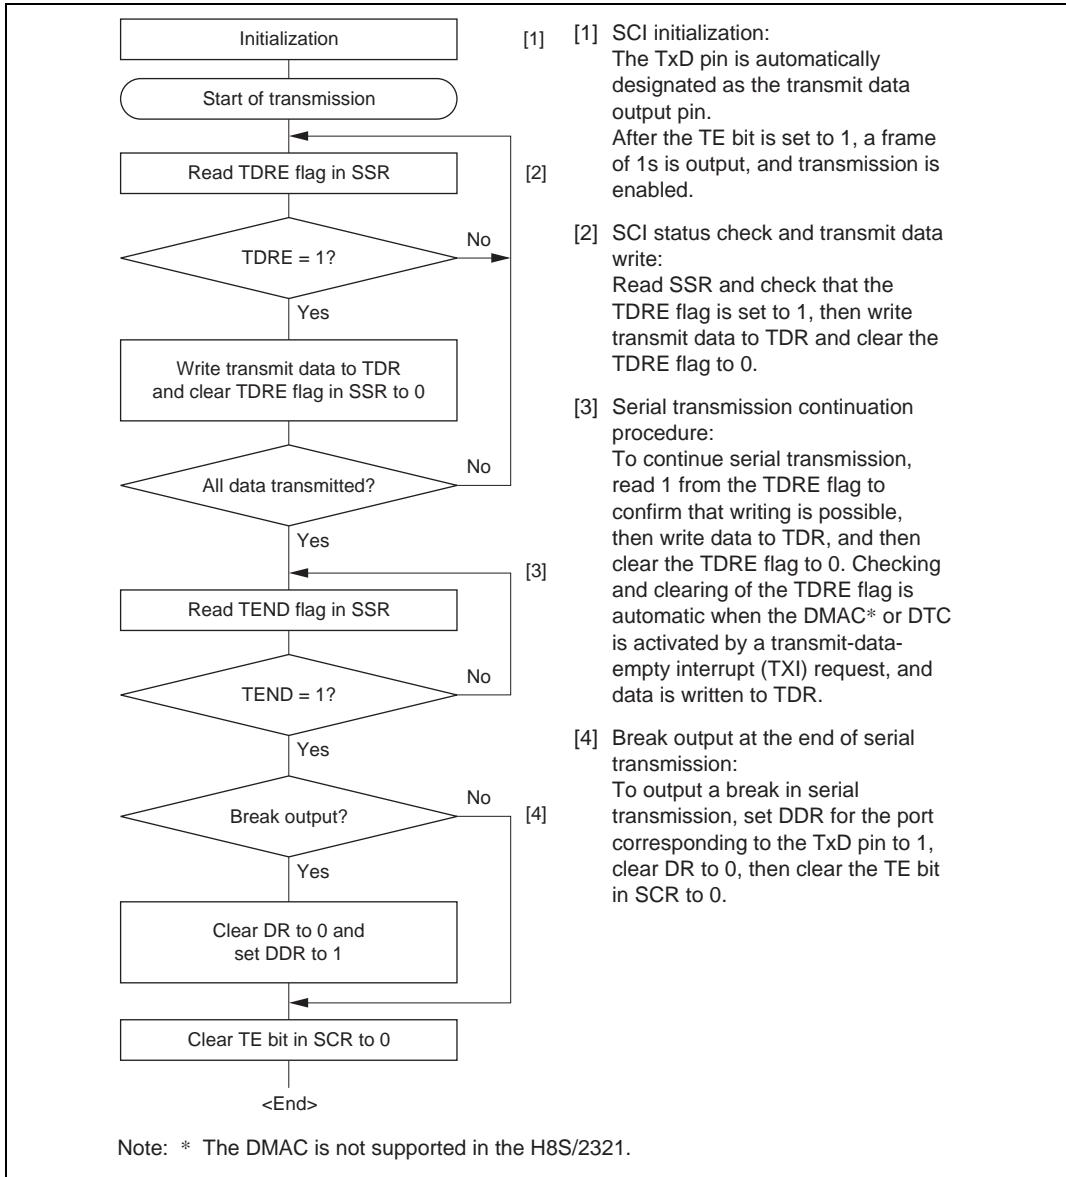 Initialization
[1]
Start of transmission
Read TDRE flag in SSR
[2]
TDRE = 1?
No
Yes
Write transmit data to TDR
and clear TDRE flag in SSR to 0
All data transmitted?
No
Yes
[3]
Read TEND flag in SSR
TEND = 1?
No
Yes
Break output?
No
[4]
Yes
Clear DR to 0 and
set DDR to 1
Clear TE bit in SCR to 0
<End>
[1] SCI initialization:
The TxD pin is automatically
designated as the transmit data
output pin.
After the TE bit is set to 1, a frame
of 1s is output, and transmission is
enabled.
[2] SCI status check and transmit data
write:
Read SSR and check that the
TDRE flag is set to 1, then write
transmit data to TDR and clear the
TDRE flag to 0.
[3] Serial transmission continuation
procedure:
To continue serial transmission,
read 1 from the TDRE flag to
confirm that writing is possible,
then write data to TDR, and then
clear the TDRE flag to 0. Checking
and clearing of the TDRE flag is
automatic when the DMAC* or DTC
is activated by a transmit-data-
empty interrupt (TXI) request, and
data is written to TDR.
[4] Break output at the end of serial
transmission:
To output a break in serial
transmission, set DDR for the port
corresponding to the TxD pin to 1,
clear DR to 0, then clear the TE bit
in SCR to 0.
Note: * The DMAC is not supported in the H8S/2321.